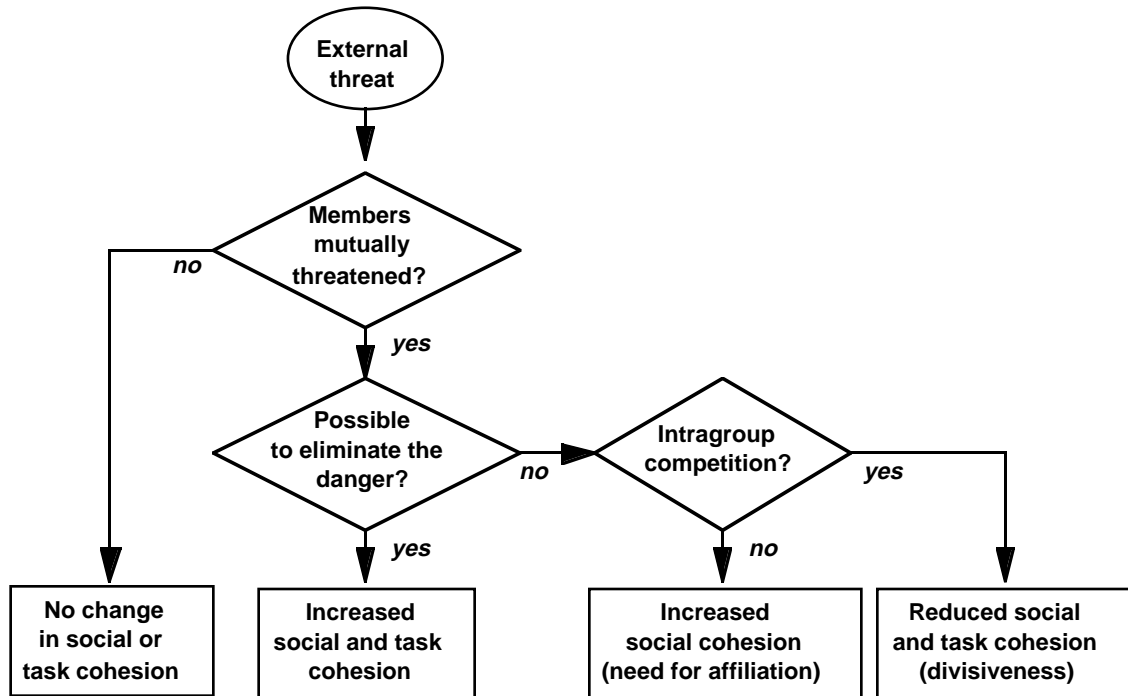 External
threat
Members
mutually
threatened?
no
yes
Possible
to eliminate the
danger?
no
Intragroup
competition?
yes
yes
no
No change
in social or
task cohesion
Increased
social and task
cohesion
Increased
social cohesion
(need for affiliation)
Reduced social
and task cohesion
(divisiveness)